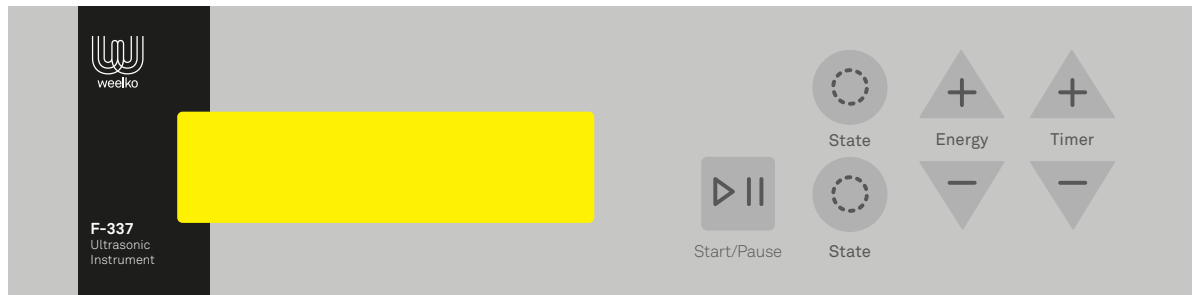 weelko
F-337
Ultrasonic
Instrument
State
Energy
Timer
Start/Pause
State